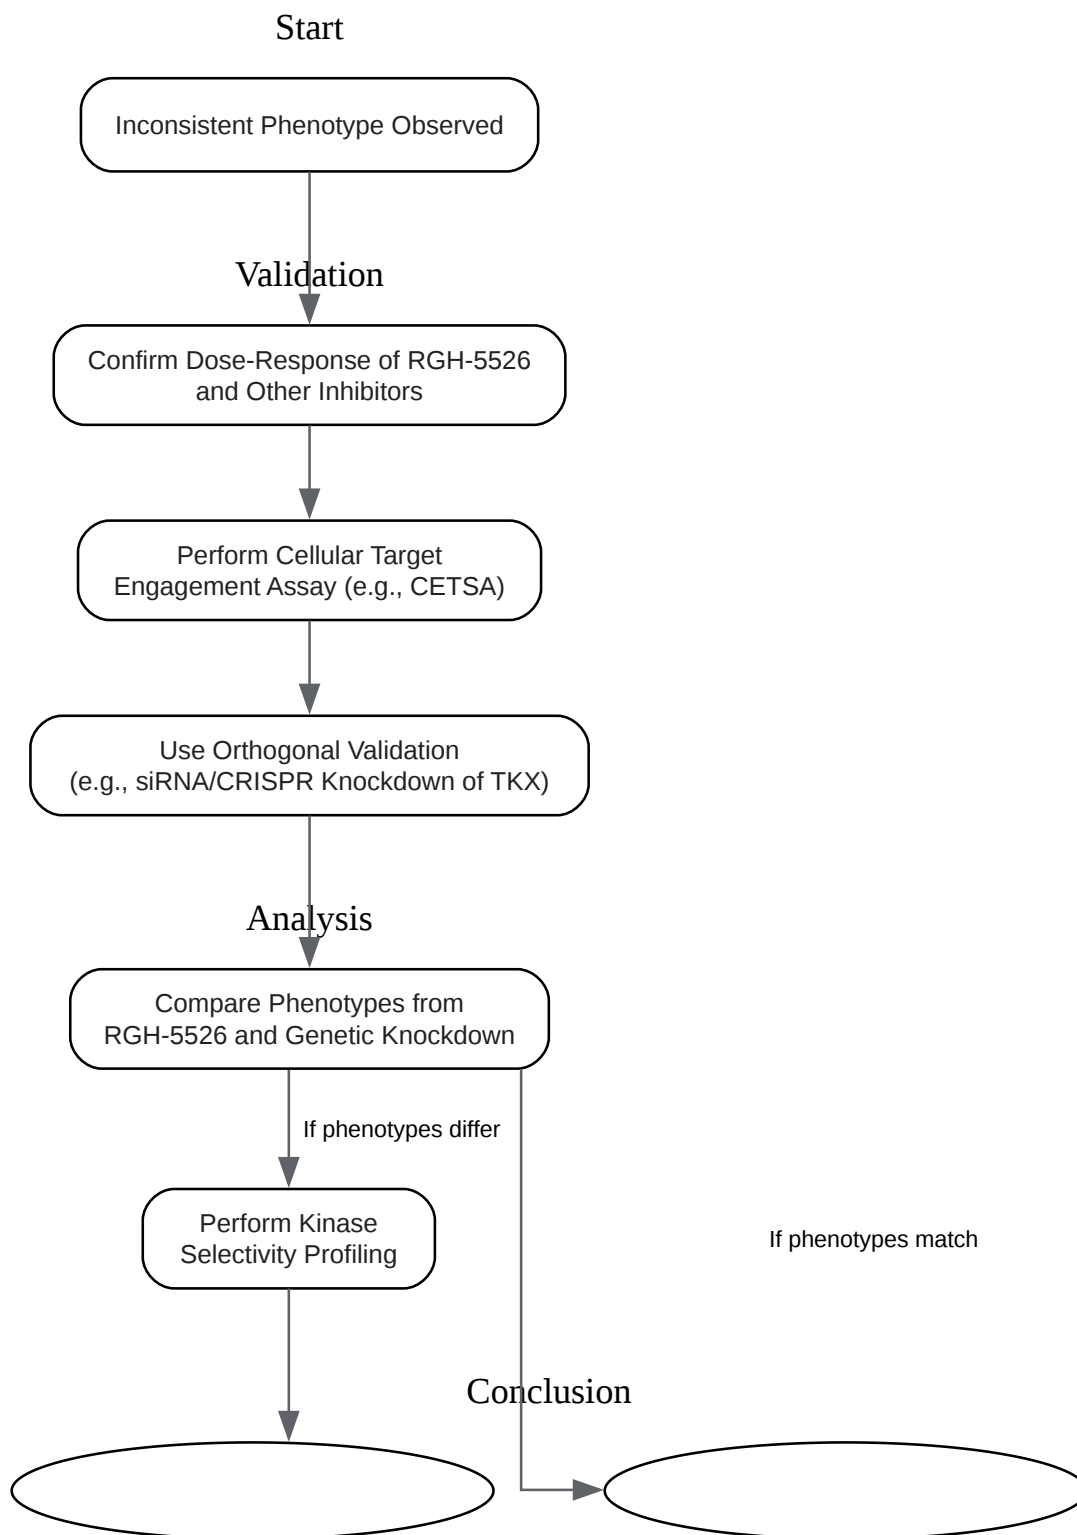 Start
Inconsistent Phenotype Observed
Validation
Confirm Dose-Response of RGH-5526
and Other Inhibitors
Perform Cellular Target
Engagement Assay (e.g., CETSA)
Use Orthogonal Validation
(e.g., siRNA/CRISPR Knockdown of TKX)
Analysis
Compare Phenotypes from
RGH-5526 and Genetic Knockdown
If phenotypes differ
Perform Kinase
Selectivity Profiling
If phenotypes match
Conclusion